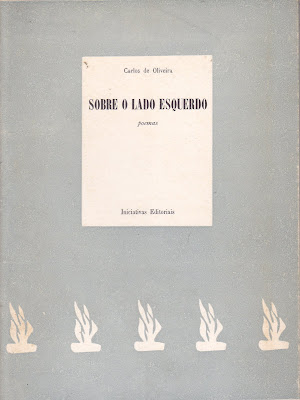 Carlos de Oliveira
SOBRE O LADO ESQUERDO
poemas
Iniciativas Editoriais